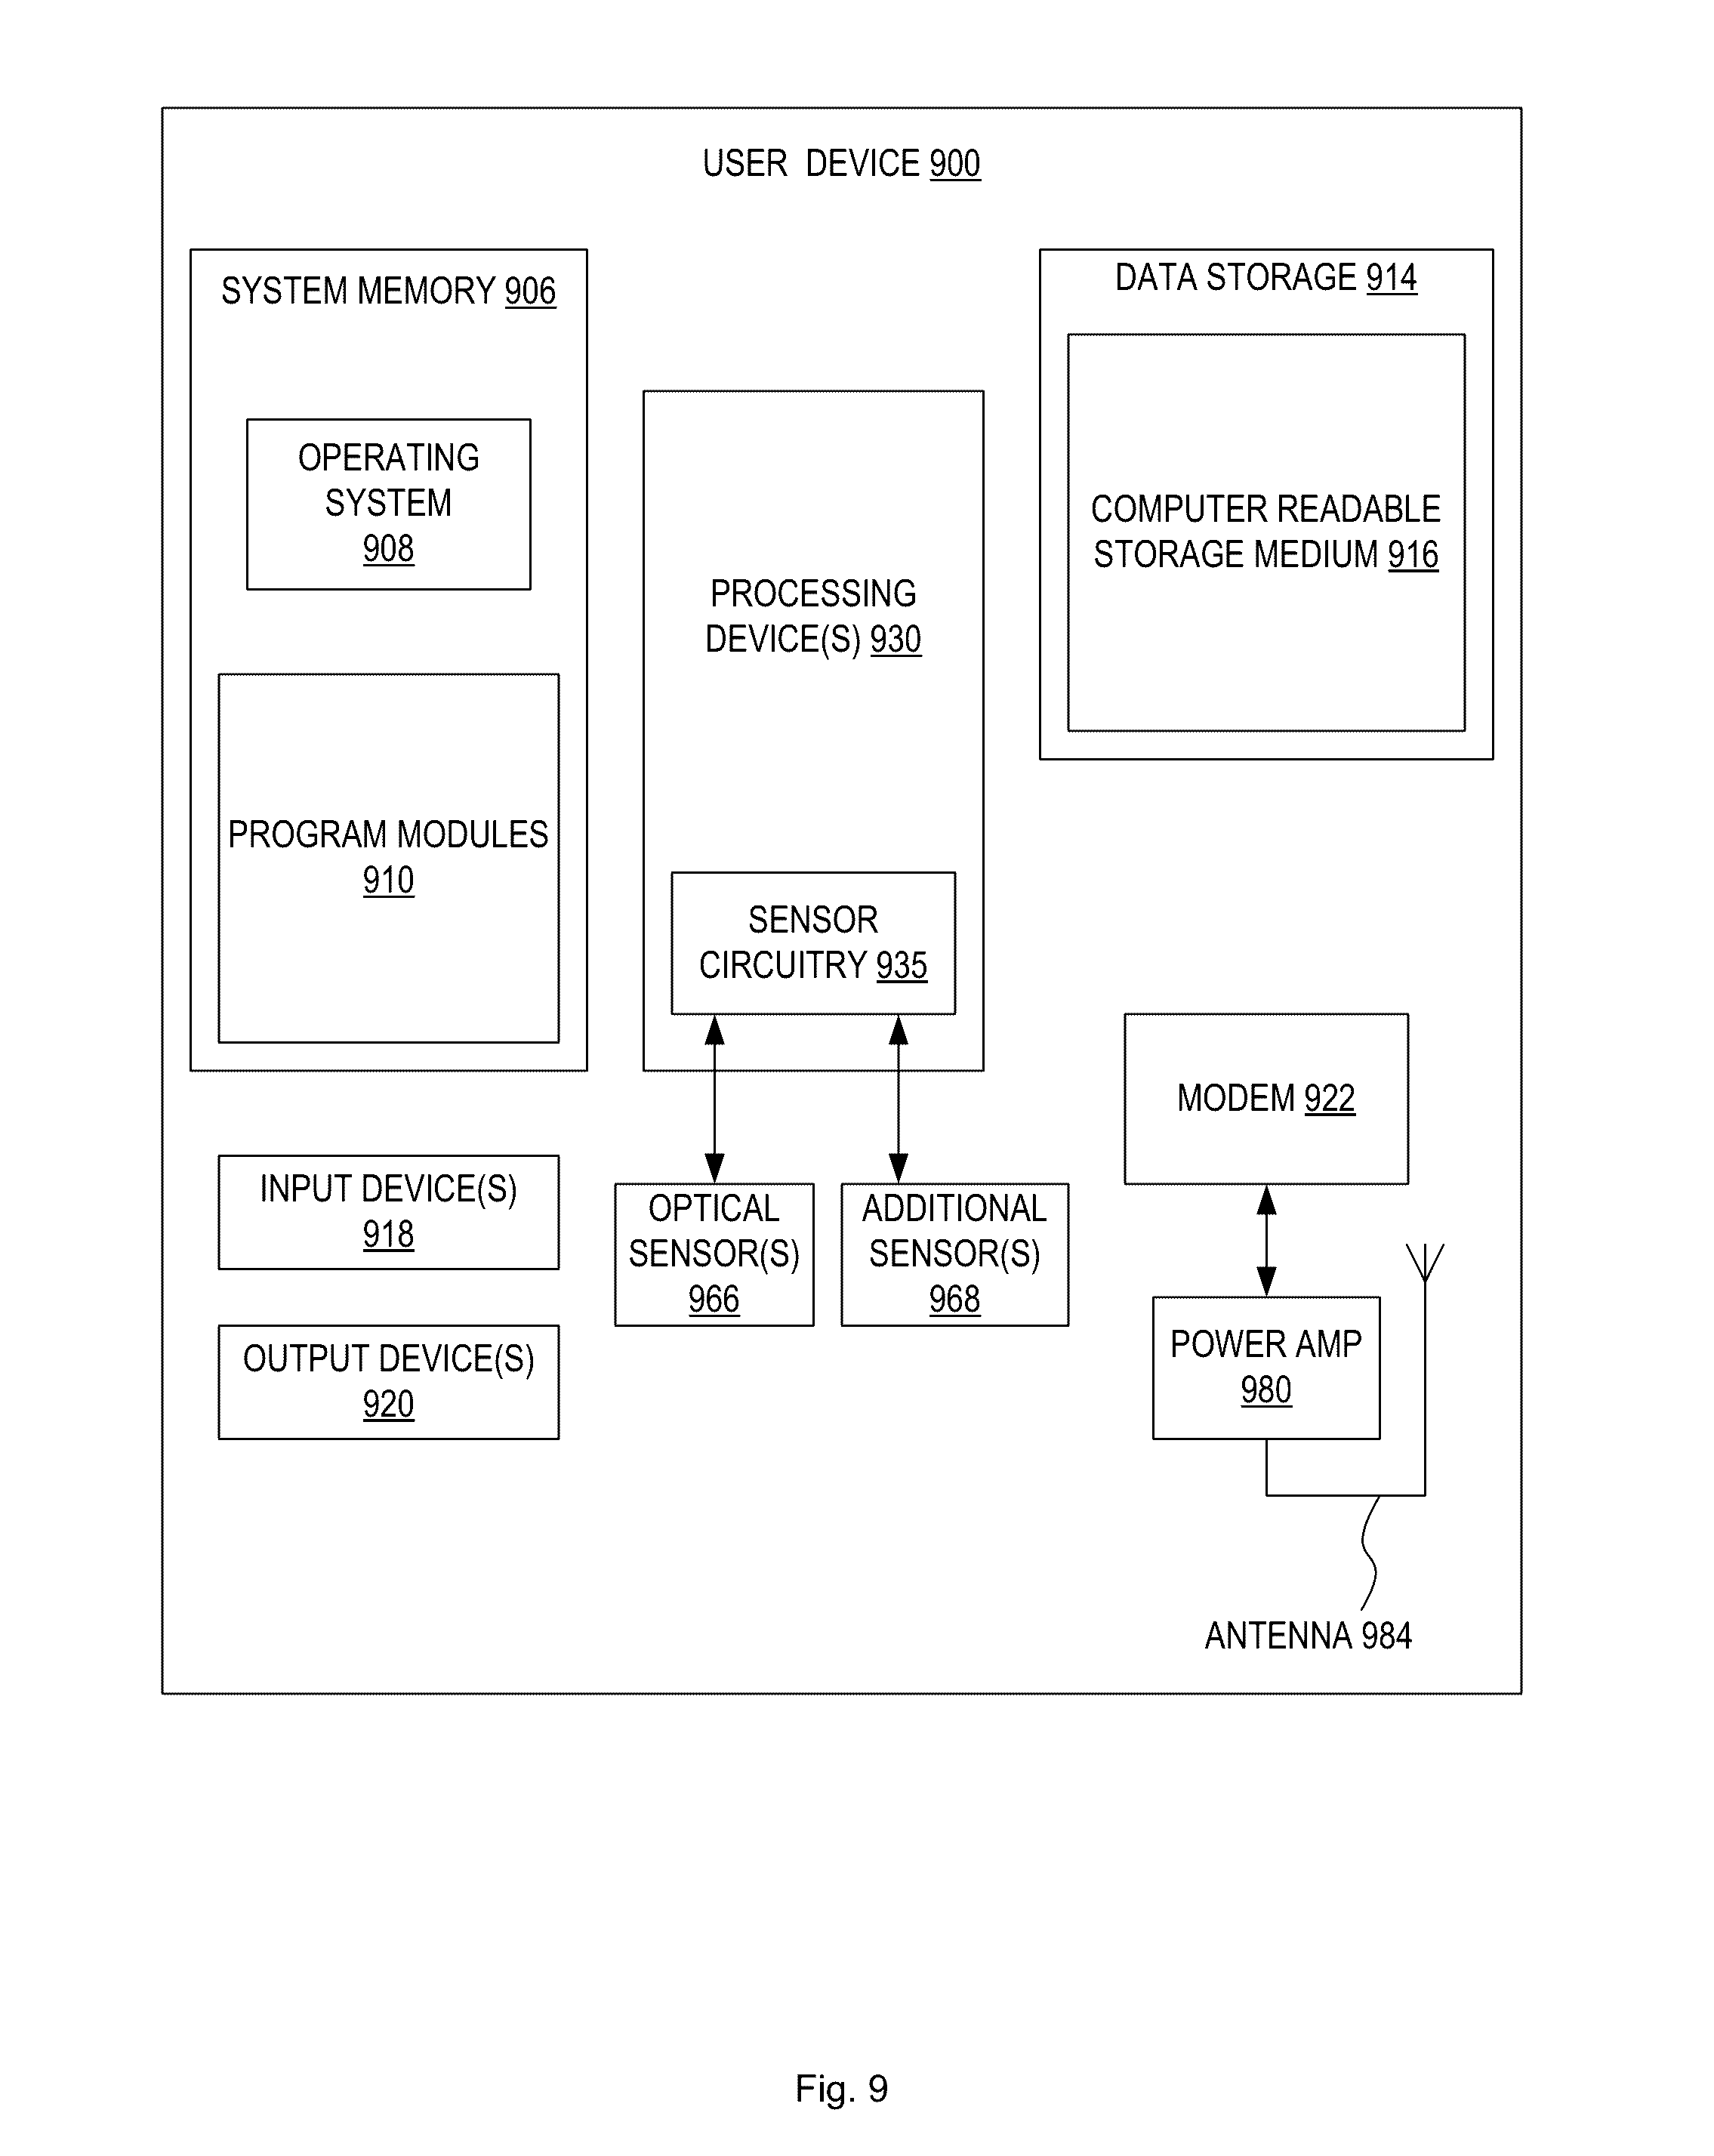 USER DEVICE 900
SYSTEM MEMORY 906
OPERATING
SYSTEM
908
PROGRAM MODULES
910
INPUT DEVICE(S)
918
OUTPUT DEVICE(S)
920
PROCESSING
DEVICE(S) 930
SENSOR
CIRCUITRY 935
OPTICAL
SENSOR(S)
966
ADDITIONAL
SENSOR(S)
968
DATA STORAGE 914
COMPUTER READABLE
STORAGE MEDIUM 916
MODEM 922
POWER AMP
980
ANTENNA 984
Fig. 9